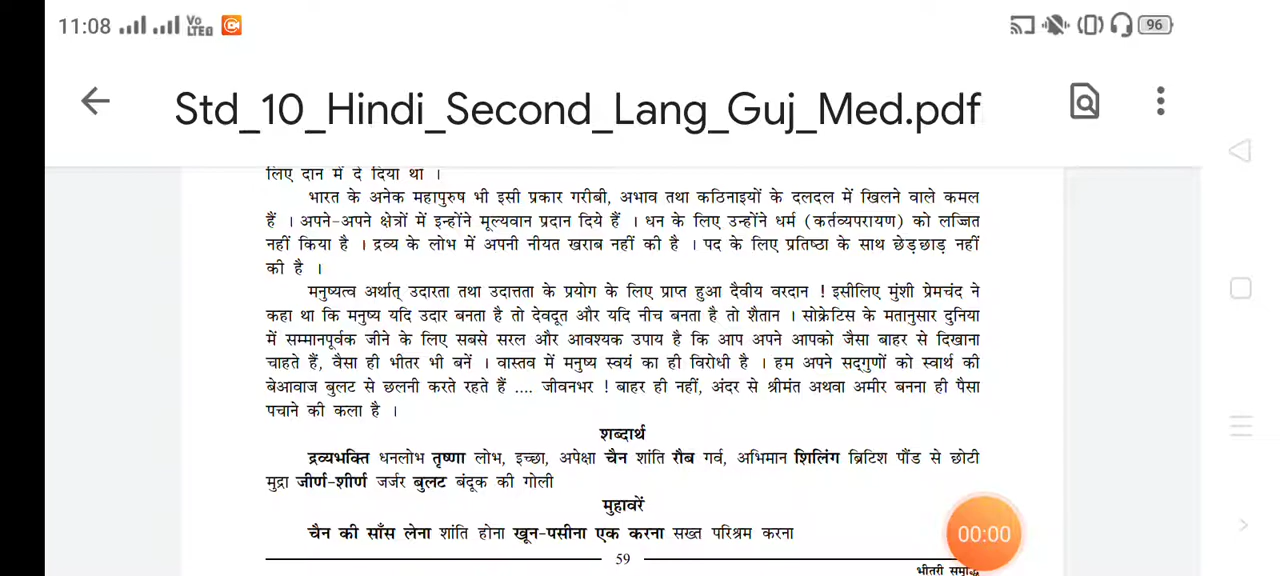 11:08 Vo LTE 96
Std_10_Hindi_Second_Lang_Guj_Med.pdf
लिए दान में दे दिया था ।
भारत के अनेक महापुरुष भी इसी प्रकार गरीबी, अभाव तथा कठिनाइयों के दलदल में खिलने वाले कमल
हैं । अपने-अपने क्षेत्रों में इन्होंने मूल्यवान प्रदान दिये हैं । धन के लिए उन्होंने धर्म (कर्तव्यपरायण) को लज्जित
नहीं किया है । द्रव्य के लोभ में अपनी नीयत खराब नहीं की है । पद के लिए प्रतिष्ठा के साथ छेड़छाड़ नहीं
की है ।
मनुष्यत्व अर्थात् उदारता तथा उदात्तता के प्रयोग के लिए प्राप्त हुआ दैवीय वरदान ! इसीलिए मुंशी प्रेमचंद ने
कहा था कि मनुष्य यदि उदार बनता है तो देवदूत और यदि नीच बनता है तो शैतान । सोक्रेटिस के मतानुसार दुनिया
में सम्मानपूर्वक जीने के लिए सबसे सरल और आवश्यक उपाय है कि आप अपने आपको जैसा बाहर से दिखाना
चाहते हैं, वैसा ही भीतर भी बनें । वास्तव में मनुष्य स्वयं का ही विरोधी है । हम अपने सद्गुणों को स्वार्थ की
बेआवाज बुलट से छलनी करते रहते हैं .... जीवनभर ! बाहर ही नहीं, अंदर से श्रीमंत अथवा अमीर बनना ही पैसा
पचाने की कला है ।
शब्दार्थ
द्रव्यभक्ति धनलोभ तृष्णा लोभ, इच्छा, अपेक्षा चैन शांति रौब गर्व, अभिमान शिलिंग ब्रिटिश पौंड से छोटी
मुद्रा जीर्ण-शीर्ण जर्जर बुलट बंदूक की गोली
मुहावरें
चैन की साँस लेना शांति होना खून-पसीना एक करना सख्त परिश्रम करना
00:00
59
भीतरी समृद्धि